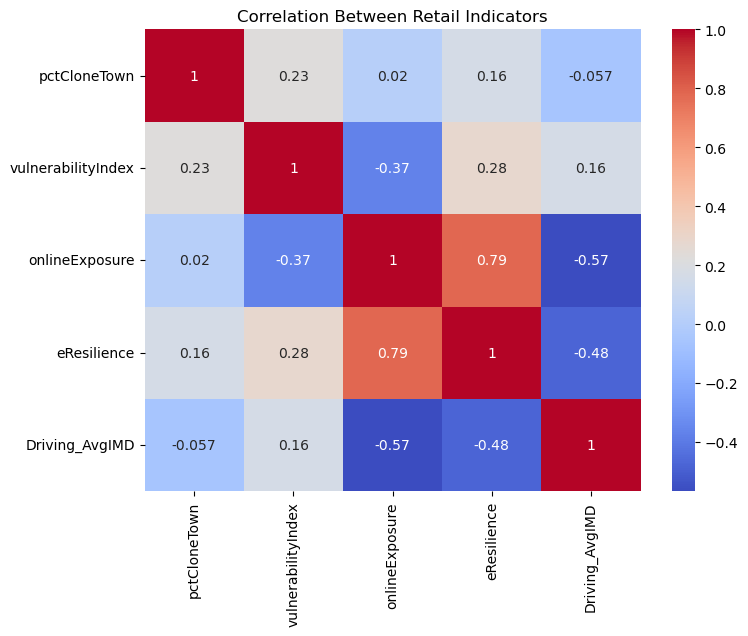 Correlation Between Retail Indicators
pctCloneTown 1 0.23 0.02 0.16 -0.057
vulnerabilityIndex 0.23 1 -0.37 0.28 0.16
onlineExposure 0.02 -0.37 1 0.79 -0.57
eResilience 0.16 0.28 0.79 1 -0.48
Driving_AvgIMD -0.057 0.16 -0.57 -0.48 1
pctCloneTown
vulnerabilityIndex
onlineExposure
eResilience
Driving_AvgIMD
1.0
0.8
0.6
0.4
0.2
0.0
−0.2
−0.4